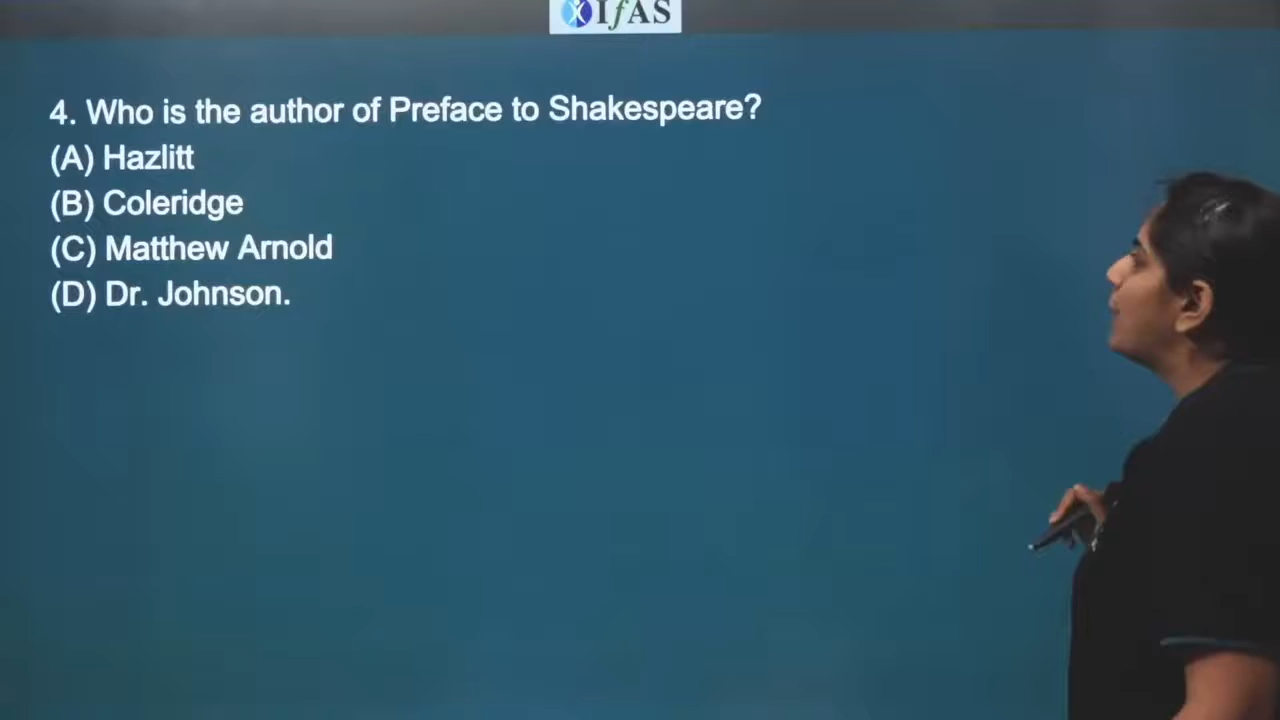 IfAS
4. Who is the author of Preface to Shakespeare?
(A) Hazlitt
(B) Coleridge
(C) Matthew Arnold
(D) Dr. Johnson.